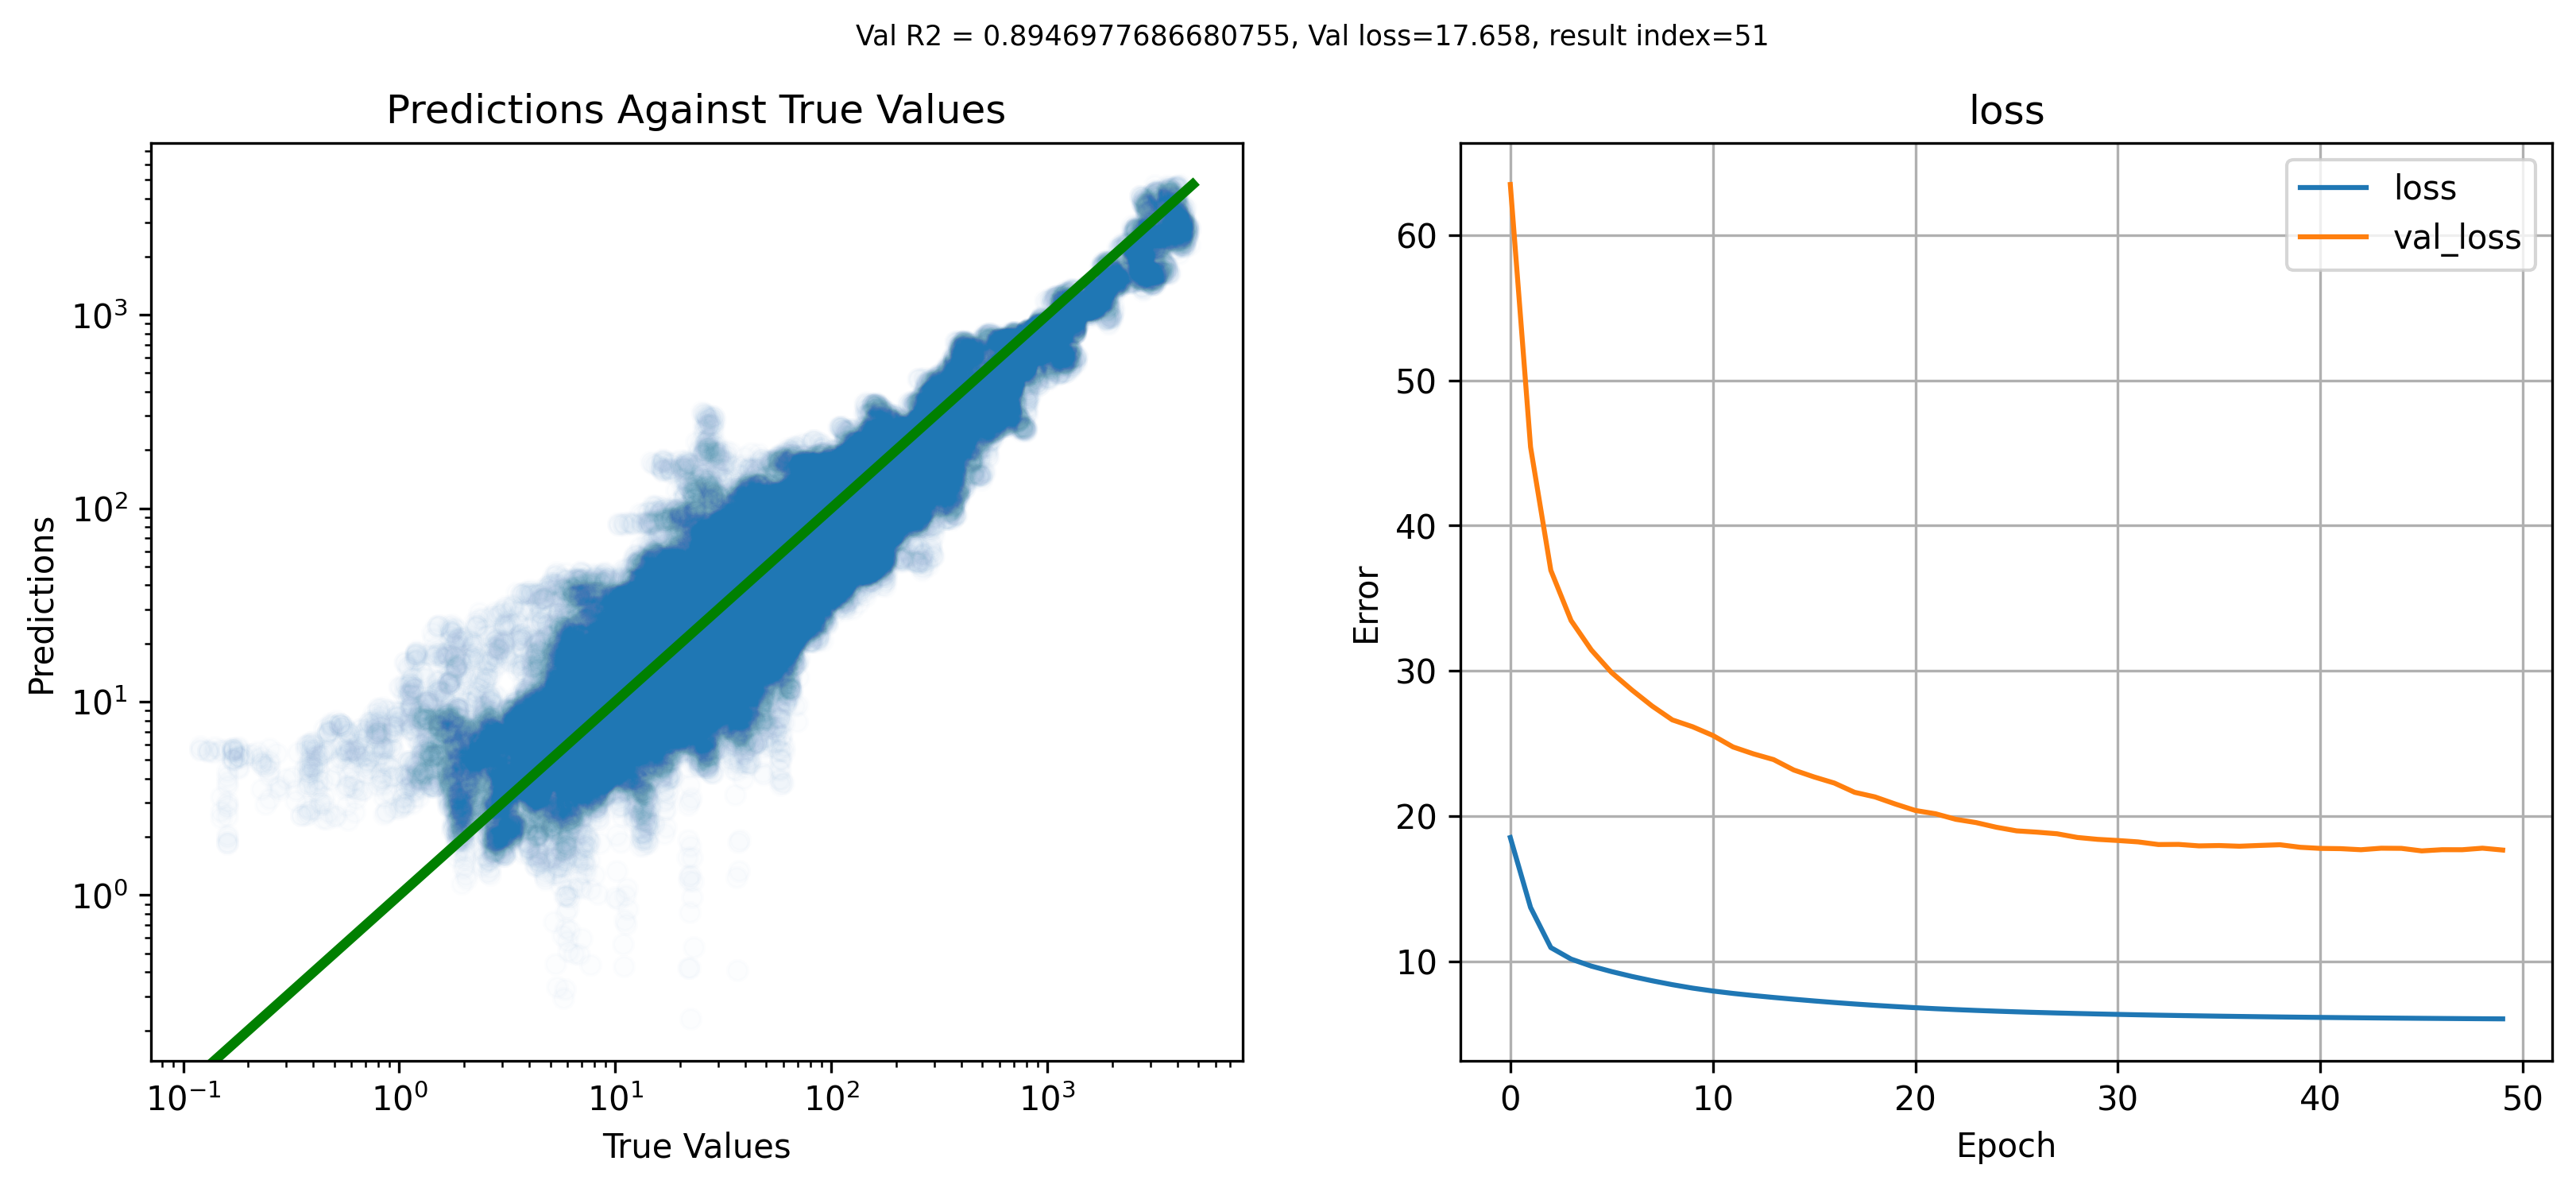 Val R2 = 0.8946977686680755, Val loss=17.658, result index=51
Predictions Against True Values
Predictions
10³
10²
10¹
10⁰
10⁻¹ 10⁰ 10¹ 10² 10³
True Values
loss
loss
val_loss
Error
60
50
40
30
20
10
0 10 20 30 40 50
Epoch